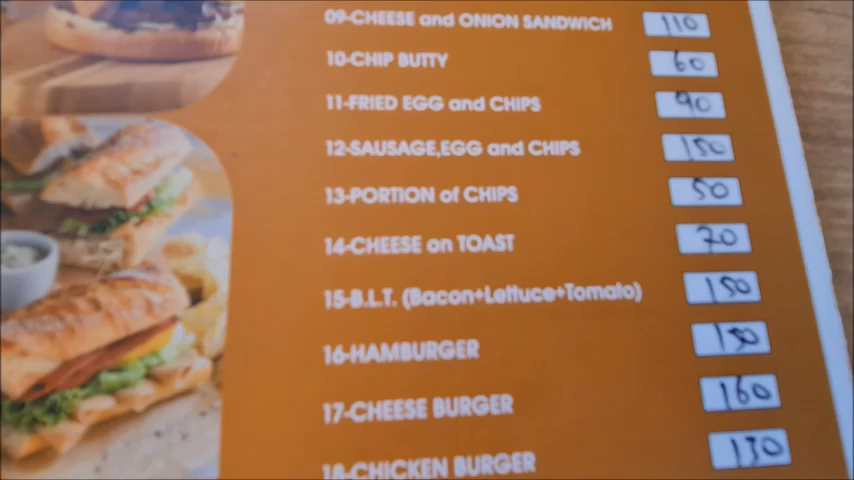 09-CHEESE and ONION SANDWICH 110
10-CHIP BUTTY 60
11-FRIED EGG and CHIPS 90
12-SAUSAGE,EGG and CHIPS 150
13-PORTION of CHIPS 50
14-CHEESE on TOAST 70
15-B.L.T. (Bacon+Lettuce+Tomato) 150
16-HAMBURGER 150
17-CHEESE BURGER 160
18-CHICKEN BURGER 130